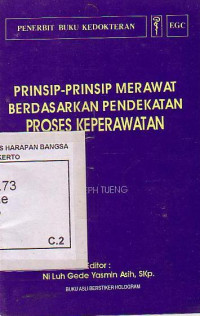 PENERBIT BUKU KEDOKTERAN
EGC
PRINSIP-PRINSIP MERAWAT
BERDASARKAN PENDEKATAN
PROSES KEPERAWATAN
S HARAPAN BANGSA
KERTO
.73
.e
C.2
PH TUENG
Editor :
Ni Luh Gede Yasmin Asih, SKp.
BUKU ASLI BERSTIKER HOLOGRAM